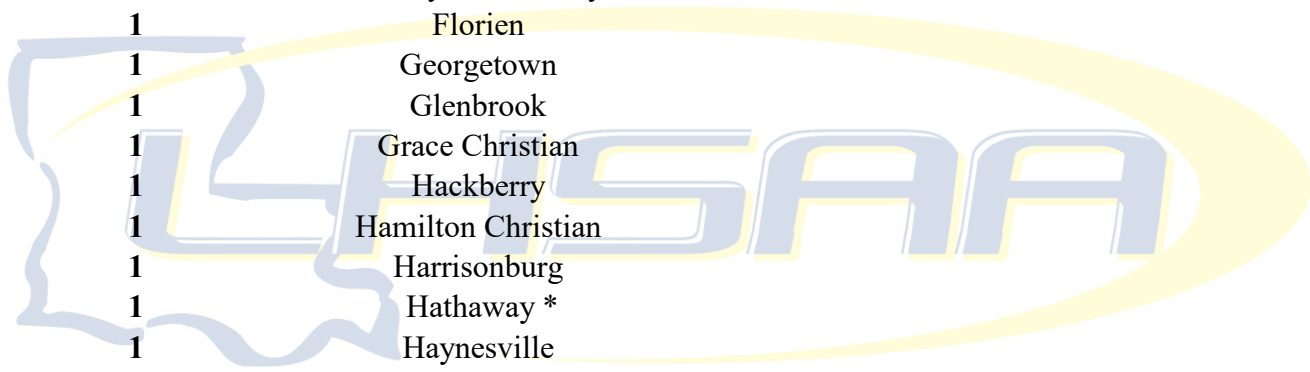 1 Florien
1 Georgetown
1 Glenbrook
1 Grace Christian
1 Hackberry
1 Hamilton Christian
1 Harrisonburg
1 Hathaway *
1 Haynesville
LHSAA